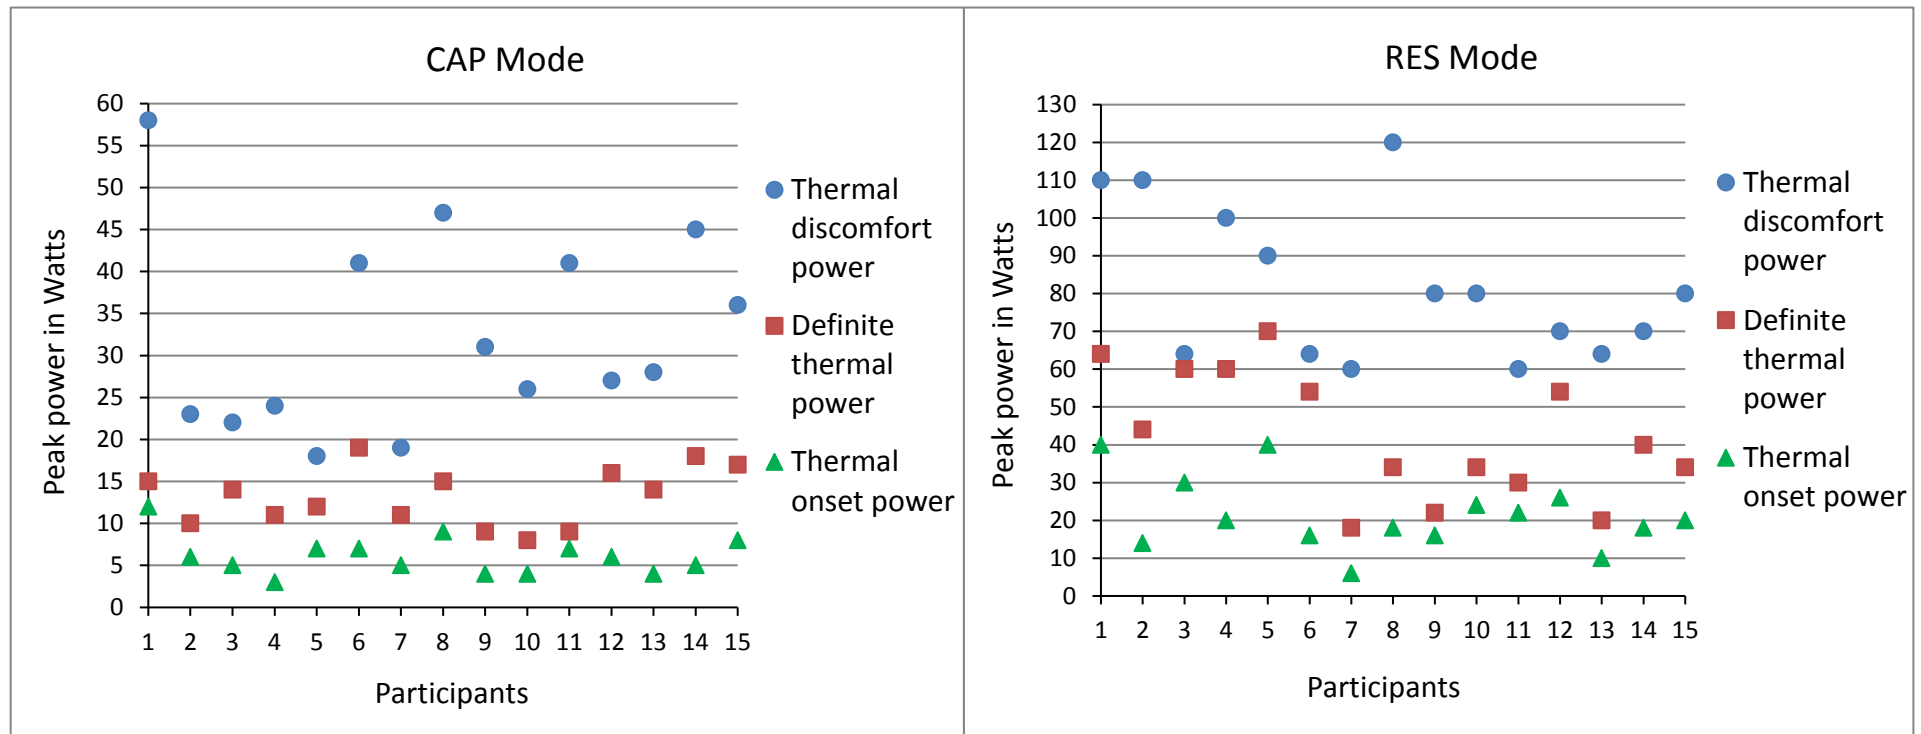 CAP Mode
60
55
50
45
40
35
30
25
20
15
10
5
0
Peak power in Watts
1 2 3 4 5 6 7 8 9 10 11 12 13 14 15
Participants
Thermal
discomfort
power
Definite
thermal
power
Thermal
onset power
RES Mode
130
120
110
100
90
80
70
60
50
40
30
20
10
0
Peak power in Watts
1 2 3 4 5 6 7 8 9 10 11 12 13 14 15
Participants
Thermal
discomfort
power
Definite
thermal
power
Thermal
onset power